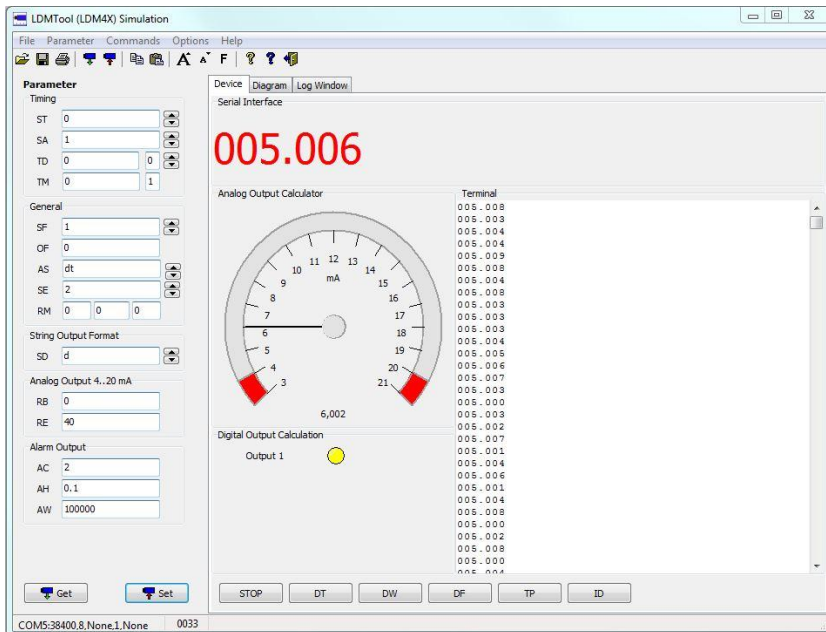 LDMTool (LDM4X) Simulation
File Parameter Commands Options Help
A A F ? ?
Parameter
Timing
ST 0
SA 1
TD 0 0
TM 0 1
General
SF 1
OF 0
AS dt
SE 2
RM 0 0 0
String Output Format
SD d
Analog Output 4..20 mA
RB 0
RE 40
Alarm Output
AC 2
AH 0.1
AW 100000
Get Set
Device Diagram Log Window
Serial Interface
005.006
Analog Output Calculator
3 4 5 6 7 8 9 10 11 12 13 14 15 16 17 18 19 20 21
mA
6,002
Digital Output Calculation
Output 1
Terminal
005.008
005.003
005.004
005.004
005.009
005.008
005.004
005.008
005.003
005.003
005.003
005.004
005.005
005.006
005.007
005.003
005.000
005.003
005.002
005.007
005.001
005.004
005.006
005.001
005.004
005.008
005.000
005.002
005.008
005.000
005.004
STOP DT DW DF TP ID
COM5:38400,8,None,1,None 0033